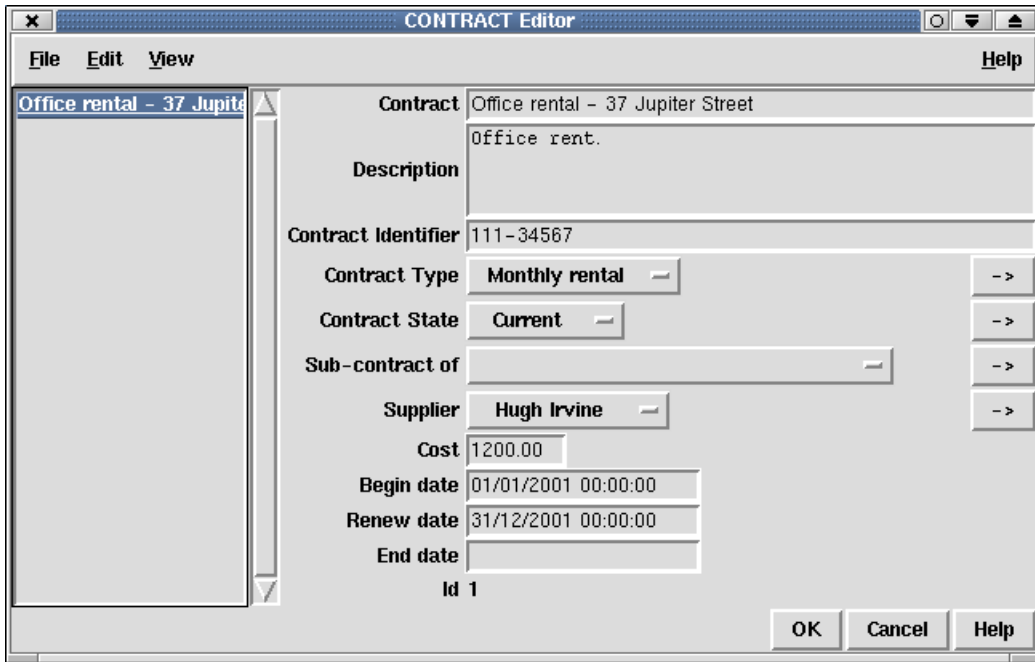 CONTRACT Editor
File Edit View Help
Office rental - 37 Jupite
Contract Office rental - 37 Jupiter Street
Description Office rent.
Contract Identifier 111-34567
Contract Type Monthly rental ->
Contract State Current ->
Sub-contract of ->
Supplier Hugh Irvine ->
Cost 1200.00
Begin date 01/01/2001 00:00:00
Renew date 31/12/2001 00:00:00
End date
Id 1
OK Cancel Help